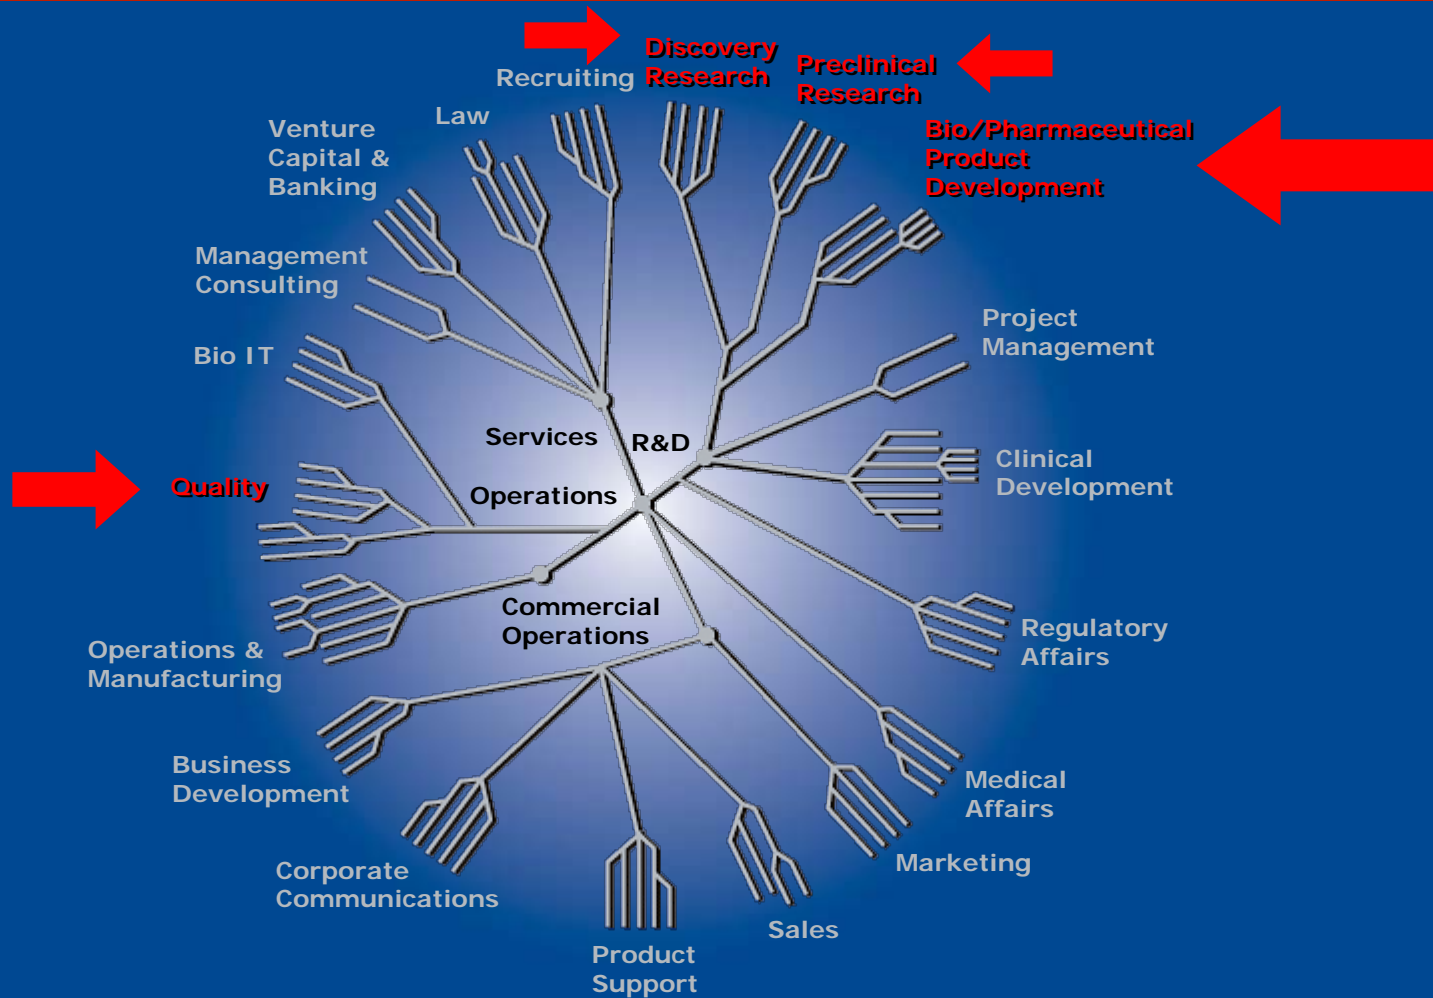 Discovery
Research
Preclinical
Research
Recruiting
Law
Venture
Capital &
Banking
Bio/Pharmaceutical
Product
Development
Management
Consulting
Project
Management
Bio IT
Services
R&D
Clinical
Development
Quality
Operations
Commercial
Operations
Regulatory
Affairs
Operations &
Manufacturing
Business
Development
Medical
Affairs
Marketing
Corporate
Communications
Sales
Product
Support